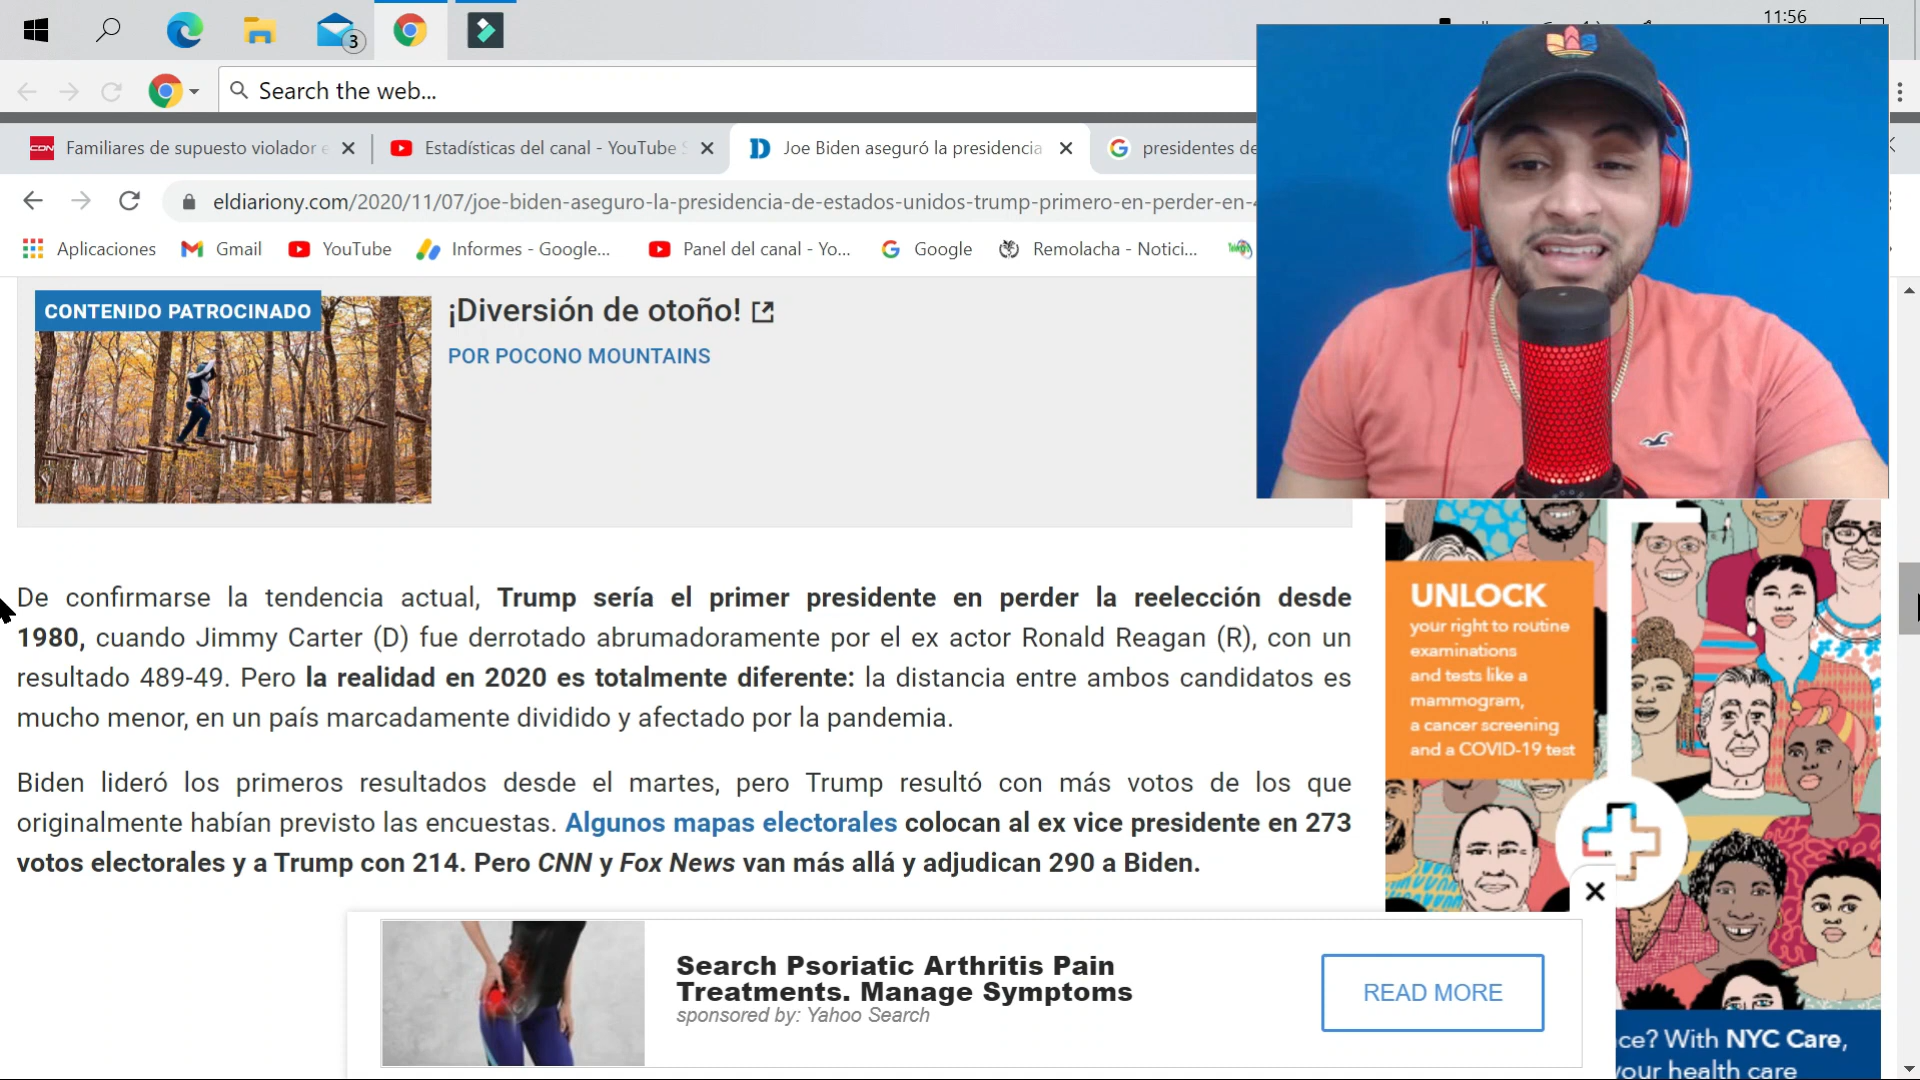 11:56
3
Search the web...
CDN Familiares de supuesto violador e
Estadísticas del canal - YouTube S
Joe Biden aseguró la presidencia
presidentes de
eldiariony.com/2020/11/07/joe-biden-aseguro-la-presidencia-de-estados-unidos-trump-primero-en-perder-en-4
Aplicaciones
Gmail
YouTube
Informes - Google...
Panel del canal - Yo...
Google
Remolacha - Notici...
CONTENIDO PATROCINADO
¡Diversión de otoño!
POR POCONO MOUNTAINS
De confirmarse la tendencia actual, Trump sería el primer presidente en perder la reelección desde
1980, cuando Jimmy Carter (D) fue derrotado abrumadoramente por el ex actor Ronald Reagan (R), con un
resultado 489-49. Pero la realidad en 2020 es totalmente diferente: la distancia entre ambos candidatos es
mucho menor, en un país marcadamente dividido y afectado por la pandemia.
Biden lideró los primeros resultados desde el martes, pero Trump resultó con más votos de los que
originalmente habían previsto las encuestas. Algunos mapas electorales colocan al ex vice presidente en 273
votos electorales y a Trump con 214. Pero CNN y Fox News van más allá y adjudican 290 a Biden.
UNLOCK
your right to routine
examinations
and tests like a
mammogram,
a cancer screening
and a COVID-19 test
Search Psoriatic Arthritis Pain
Treatments. Manage Symptoms
sponsored by: Yahoo Search
READ MORE
ce? With NYC Care,
your health care